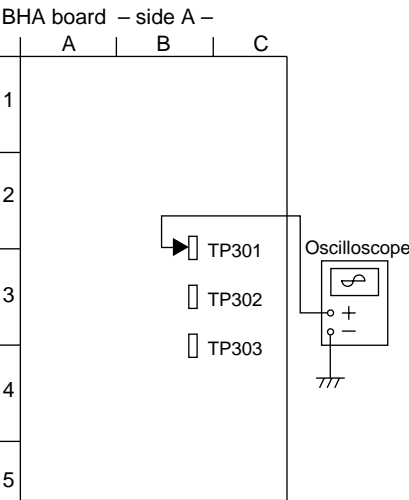 BHA board – side A –
A B C
1
2
TP301 Oscilloscope
3
TP302
+
–
TP303
4
5